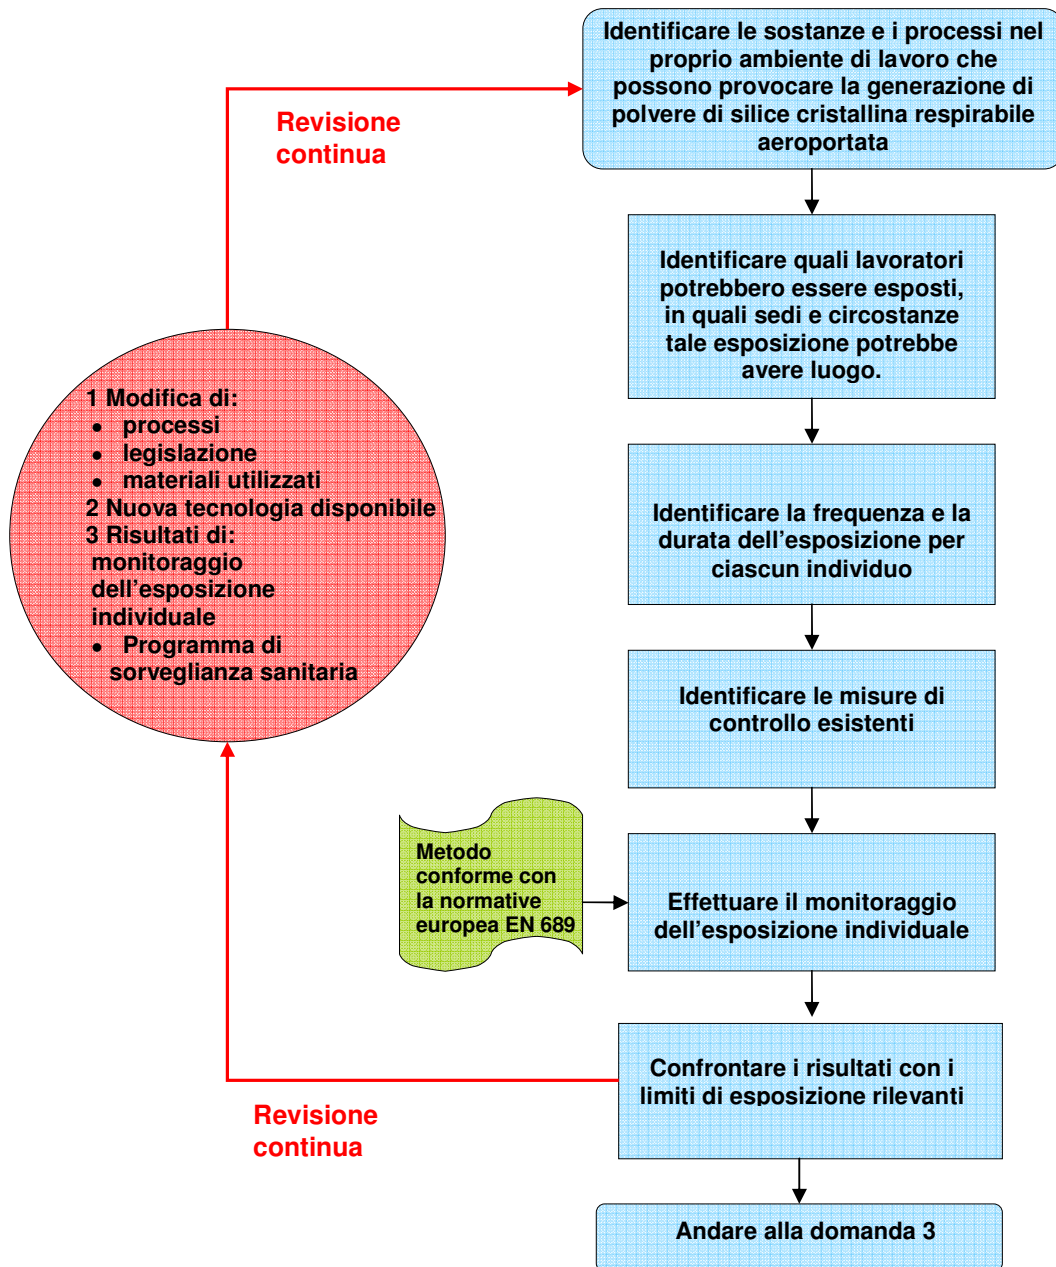 Identificare le sostanze e i processi nel
proprio ambiente di lavoro che
possono provocare la generazione di
polvere di silice cristallina respirabile
aeroportata
Revisione
continua
Identificare quali lavoratori
potrebbero essere esposti,
in quali sedi e circostanze
tale esposizione potrebbe
avere luogo.
1 Modifica di:
• processi
• legislazione
• materiali utilizzati
2 Nuova tecnologia disponibile
3 Risultati di:
monitoraggio
dell'esposizione
individuale
• Programma di
sorveglianza sanitaria
Identificare la frequenza e la
durata dell'esposizione per
ciascun individuo
Identificare le misure di
controllo esistenti
Metodo
conforme con
la normative
europea EN 689
Effettuare il monitoraggio
dell'esposizione individuale
Confrontare i risultati con i
limiti di esposizione rilevanti
Revisione
continua
Andare alla domanda 3